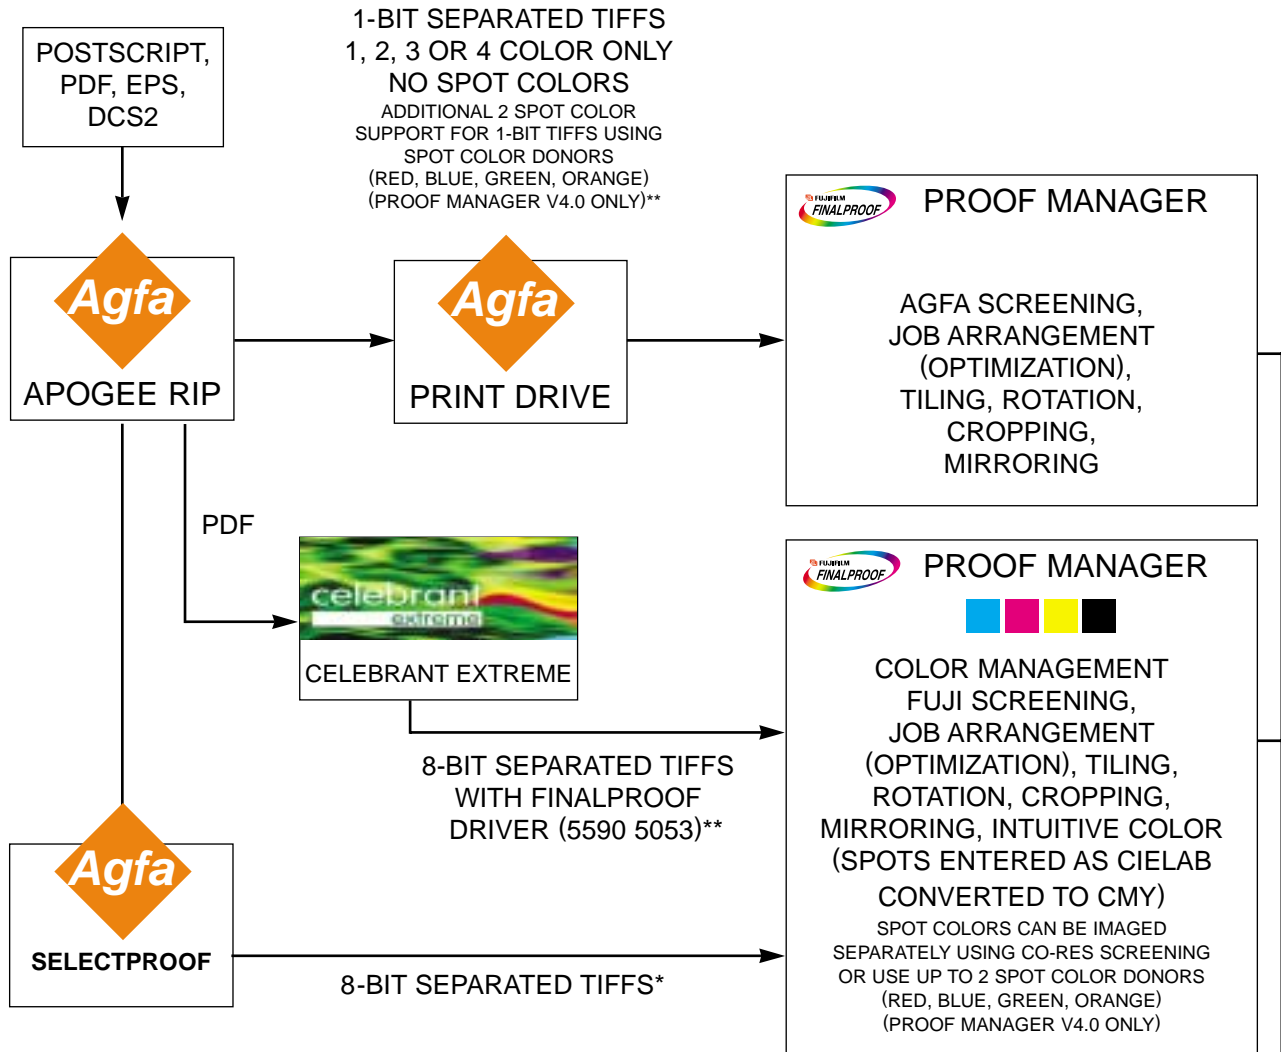 1-BIT SEPARATED TIFFS
1, 2, 3 OR 4 COLOR ONLY
NO SPOT COLORS
ADDITIONAL 2 SPOT COLOR
SUPPORT FOR 1-BIT TIFFS USING
SPOT COLOR DONORS
(RED, BLUE, GREEN, ORANGE)
(PROOF MANAGER V4.0 ONLY)**
POSTSCRIPT,
PDF, EPS,
DCS2
Agfa
APOGEE RIP
Agfa
PRINT DRIVE
FUJIFILM
FINALPROOF
PROOF MANAGER
AGFA SCREENING,
JOB ARRANGEMENT
(OPTIMIZATION),
TILING, ROTATION,
CROPPING,
MIRRORING
PDF
celebrant
extreme
CELEBRANT EXTREME
8-BIT SEPARATED TIFFS
WITH FINALPROOF
DRIVER (5590 5053)**
Agfa
SELECTPROOF
8-BIT SEPARATED TIFFS*
FUJIFILM
FINALPROOF
PROOF MANAGER
COLOR MANAGEMENT
FUJI SCREENING,
JOB ARRANGEMENT
(OPTIMIZATION), TILING,
ROTATION, CROPPING,
MIRRORING, INTUITIVE COLOR
(SPOTS ENTERED AS CIELAB
CONVERTED TO CMY)
SPOT COLORS CAN BE IMAGED
SEPARATELY USING CO-RES SCREENING
OR USE UP TO 2 SPOT COLOR DONORS
(RED, BLUE, GREEN, ORANGE)
(PROOF MANAGER V4.0 ONLY)